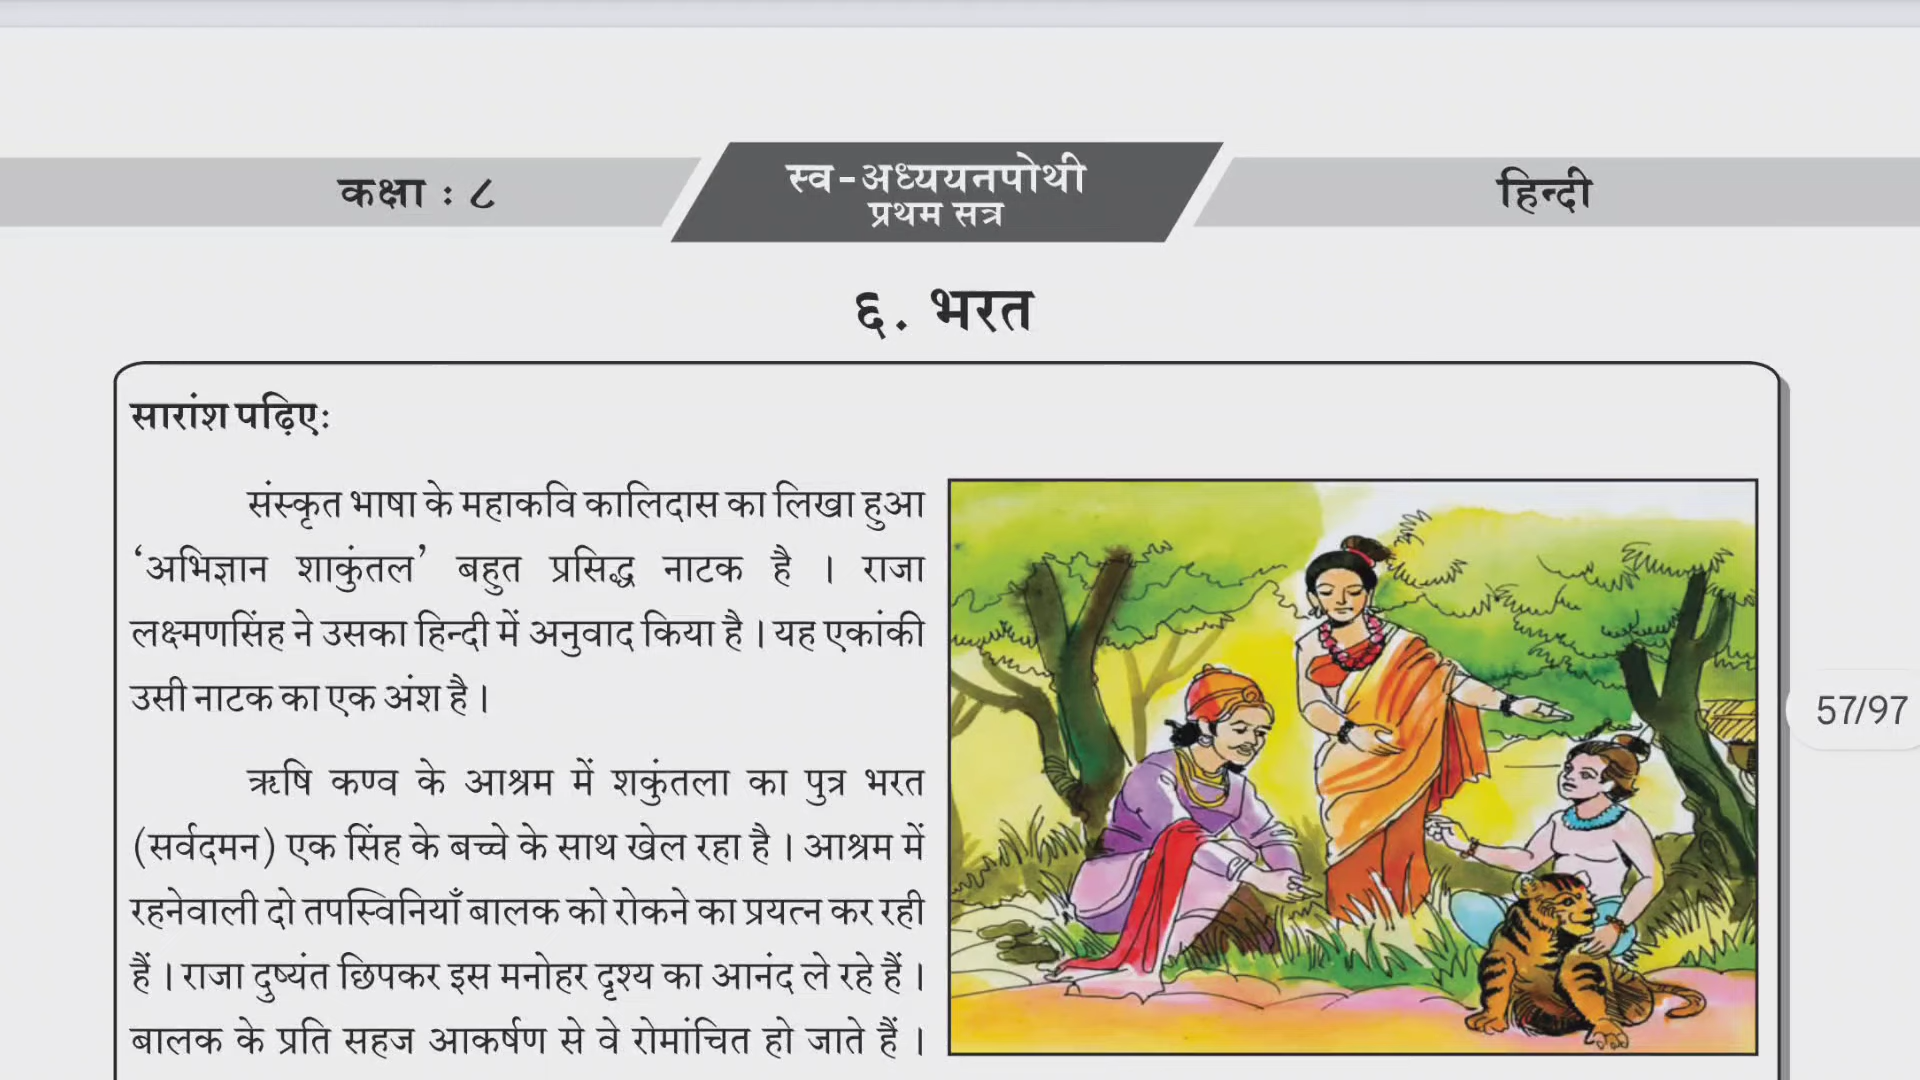 कक्षा : ८
स्व-अध्ययनपोथी
प्रथम सत्र
हिन्दी
६. भरत
सारांश पढ़िएः
संस्कृत भाषा के महाकवि कालिदास का लिखा हुआ
‘अभिज्ञान शाकुंतल’ बहुत प्रसिद्ध नाटक है ।  राजा
लक्ष्मणसिंह ने उसका हिन्दी में अनुवाद किया है । यह एकांकी
उसी नाटक का एक अंश है ।
ऋषि कण्व के आश्रम में शकुंतला का पुत्र भरत
(सर्वदमन) एक सिंह के बच्चे के साथ खेल रहा है । आश्रम में
रहनेवाली दो तपस्विनियाँ बालक को रोकने का प्रयत्न कर रही
हैं । राजा दुष्यंत छिपकर इस मनोहर दृश्य का आनंद ले रहे हैं ।
बालक के प्रति सहज आकर्षण से वे रोमांचित हो जाते हैं ।
57/97